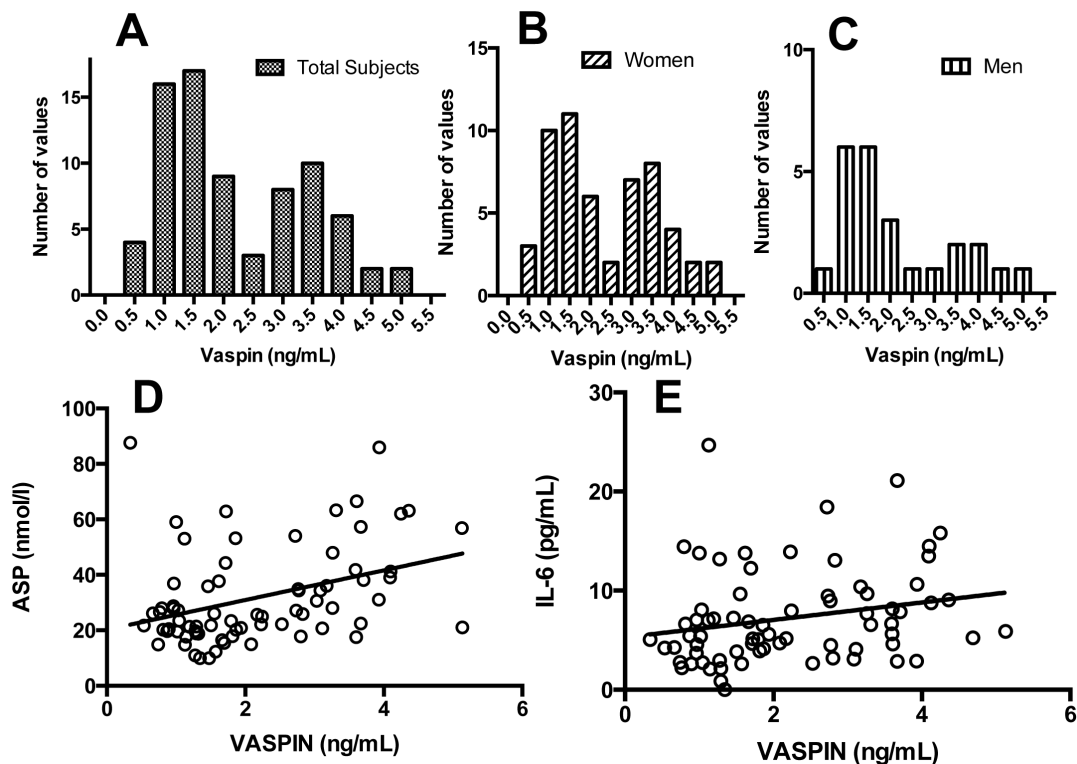 A
Total Subjects
Number of values
15
10
5
0
0.0 0.5 1.0 1.5 2.0 2.5 3.0 3.5 4.0 4.5 5.0 5.5
Vaspin (ng/mL)
B
Women
Number of values
15
10
5
0
0.0 0.5 1.0 1.5 2.0 2.5 3.0 3.5 4.0 4.5 5.0 5.5
Vaspin (ng/mL)
C
Men
Number of values
10
5
0
0.5 1.0 1.5 2.0 2.5 3.0 3.5 4.0 4.5 5.0 5.5
Vaspin (ng/mL)
D
ASP (nmol/l)
100
80
60
40
20
0
0 2 4 6
VASPIN (ng/mL)
E
IL-6 (pg/mL)
30
20
10
0
0 2 4 6
VASPIN (ng/mL)